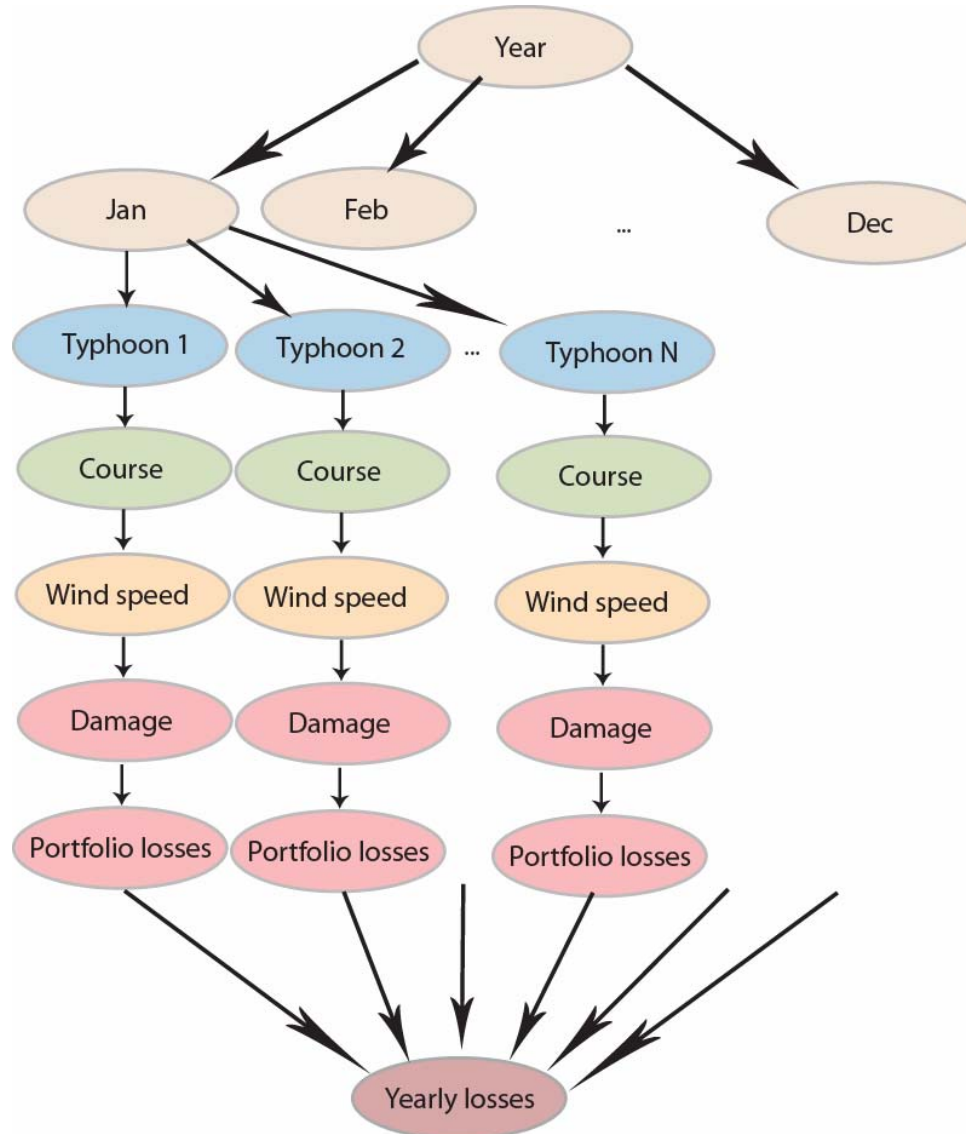 Year
Jan
Feb
...
Dec
Typhoon 1
Typhoon 2
...
Typhoon N
Course
Course
Course
Wind speed
Wind speed
Wind speed
Damage
Damage
Damage
Portfolio losses
Portfolio losses
Portfolio losses
Yearly losses